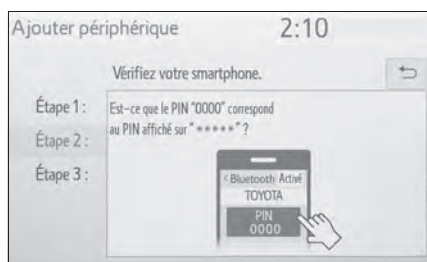 Ajouter périphérique 2:10
Vérifiez votre smartphone.
Étape 1 :
Étape 2 :
Étape 3 :
Est-ce que le PIN "0000" correspond
au PIN affiché sur "*****" ?
< Bluetooth Activé
TOYOTA
PIN
0000